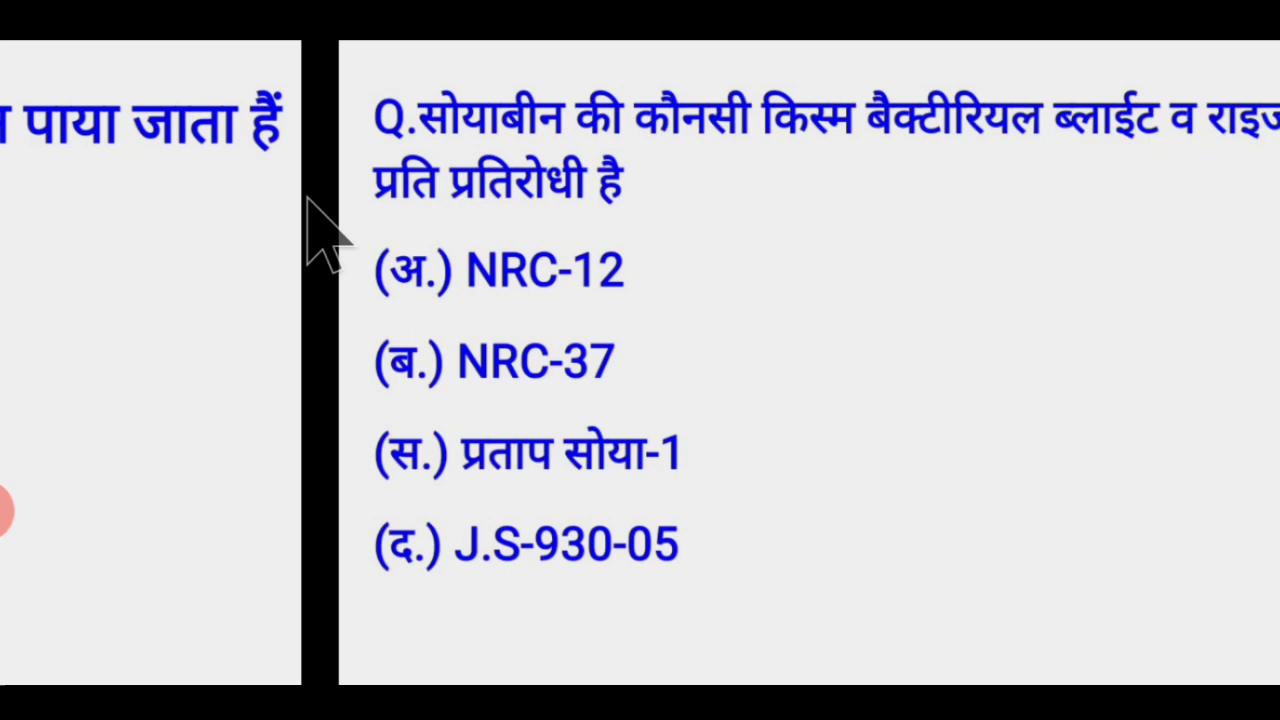 पाया जाता हैं
Q.सोयाबीन की कौनसी किस्म बैक्टीरियल ब्लाईट व
प्रति प्रतिरोधी है
(अ.) NRC-12
(ब.) NRC-37
(स.) प्रताप सोया-1
(द.) J.S-930-05